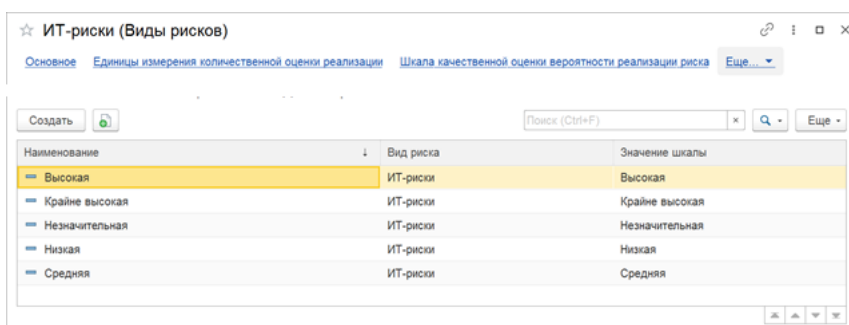 ИТ-риски (Виды рисков)
Основное Единицы измерения количественной оценки реализации Шкала качественной оценки вероятности реализации риска Еще...
Создать Поиск (Ctrl+F) × Еще
Наименование ↓ Вид риска Значение шкалы
Высокая ИТ-риски Высокая
Крайне высокая ИТ-риски Крайне высокая
Незначительная ИТ-риски Незначительная
Низкая ИТ-риски Низкая
Средняя ИТ-риски Средняя